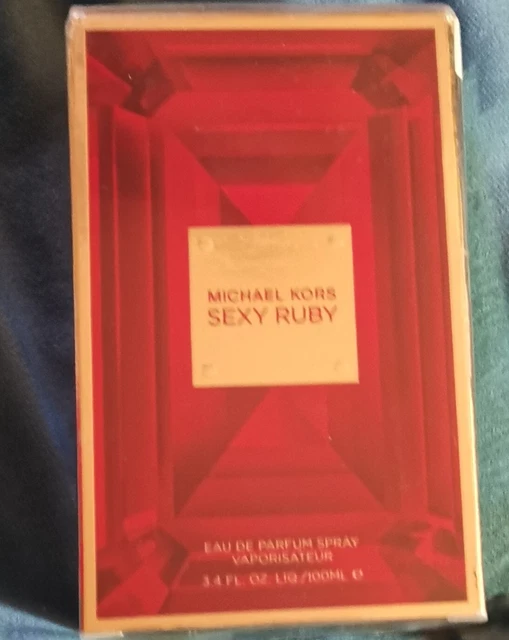 MICHAEL KORS
SEXY RUBY
EAU DE PARFUM SPRAY
VAPORISATEUR
3.4 FL. OZ. LIQ./100ML ℮